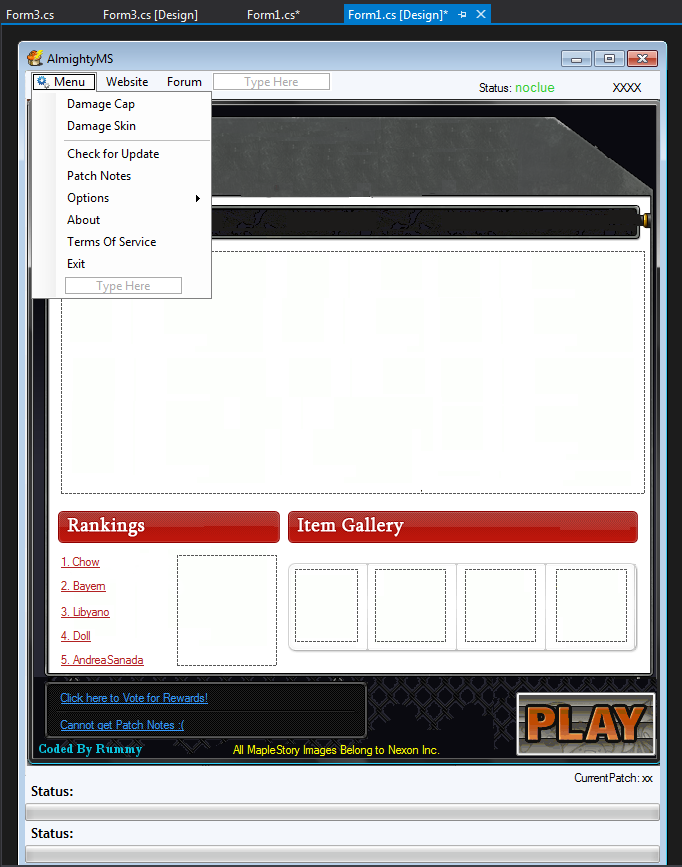 Form3.cs Form3.cs [Design] Form1.cs* Form1.cs [Design]*
AlmightyMS
Menu Website Forum Type Here Status: noclue XXXX
Damage Cap
Damage Skin
Check for Update
Patch Notes
Options
About
Terms Of Service
Exit
Type Here
Rankings Item Gallery
1. Chow
2. Bayern
3. Libyano
4. Doll
5. AndreaSanada
Click here to Vote for Rewards!
Cannot get Patch Notes :(
PLAY
Coded By Rummy All MapleStory Images Belong to Nexon Inc.
CurrentPatch: xx
Status:
Status: